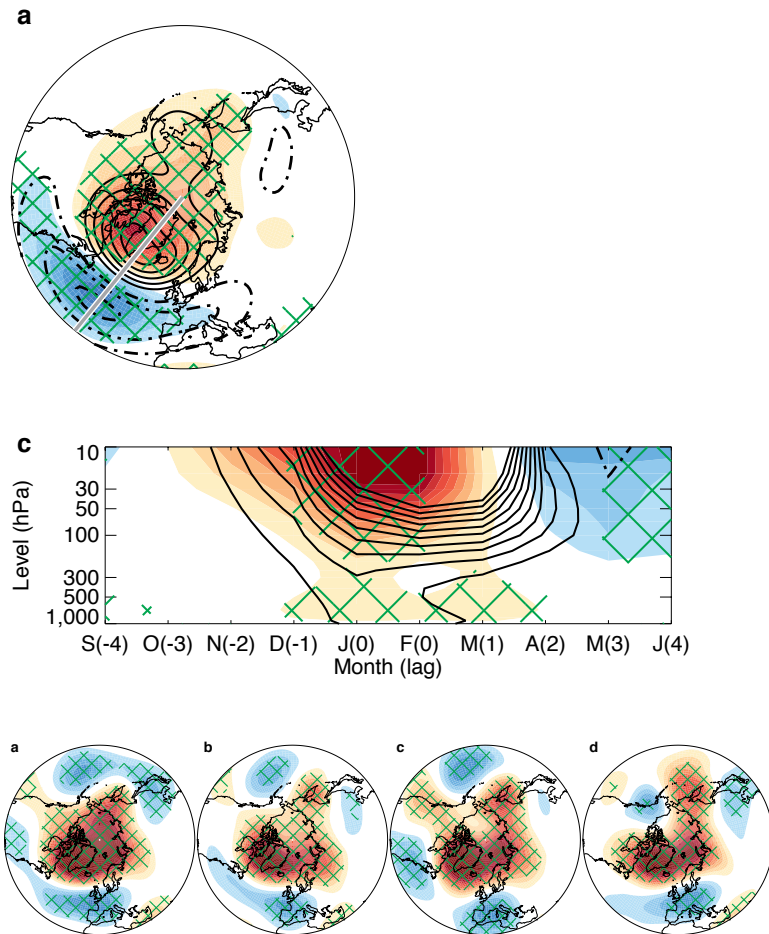 a
c
10
30
50
100
300
500
1,000
Level (hPa)
S(-4) O(-3) N(-2) D(-1) J(0) F(0) M(1) A(2) M(3) J(4)
Month (lag)
a b c d